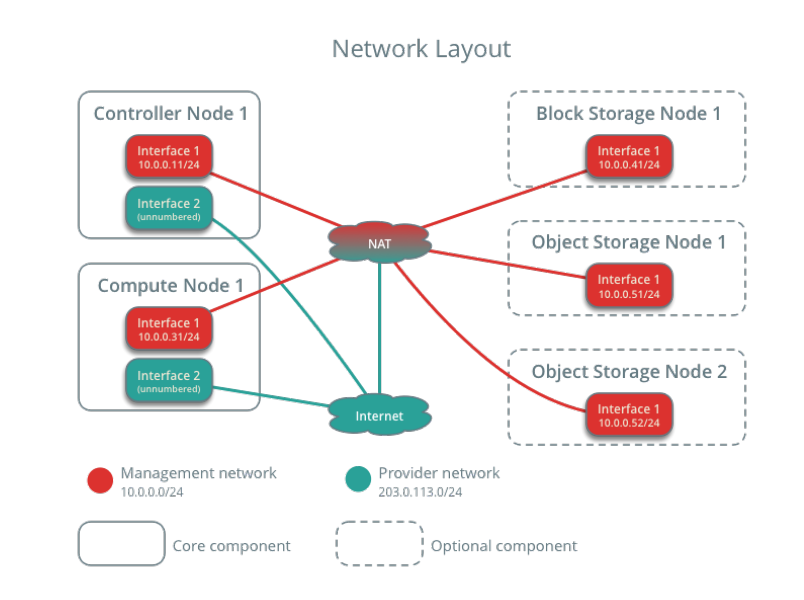 Network Layout
Controller Node 1
Interface 1
10.0.0.11/24
Interface 2
(unnumbered)
Compute Node 1
Interface 1
10.0.0.31/24
Interface 2
(unnumbered)
NAT
Internet
Block Storage Node 1
Interface 1
10.0.0.41/24
Object Storage Node 1
Interface 1
10.0.0.51/24
Object Storage Node 2
Interface 1
10.0.0.52/24
Management network
10.0.0.0/24
Provider network
203.0.113.0/24
Core component
Optional component